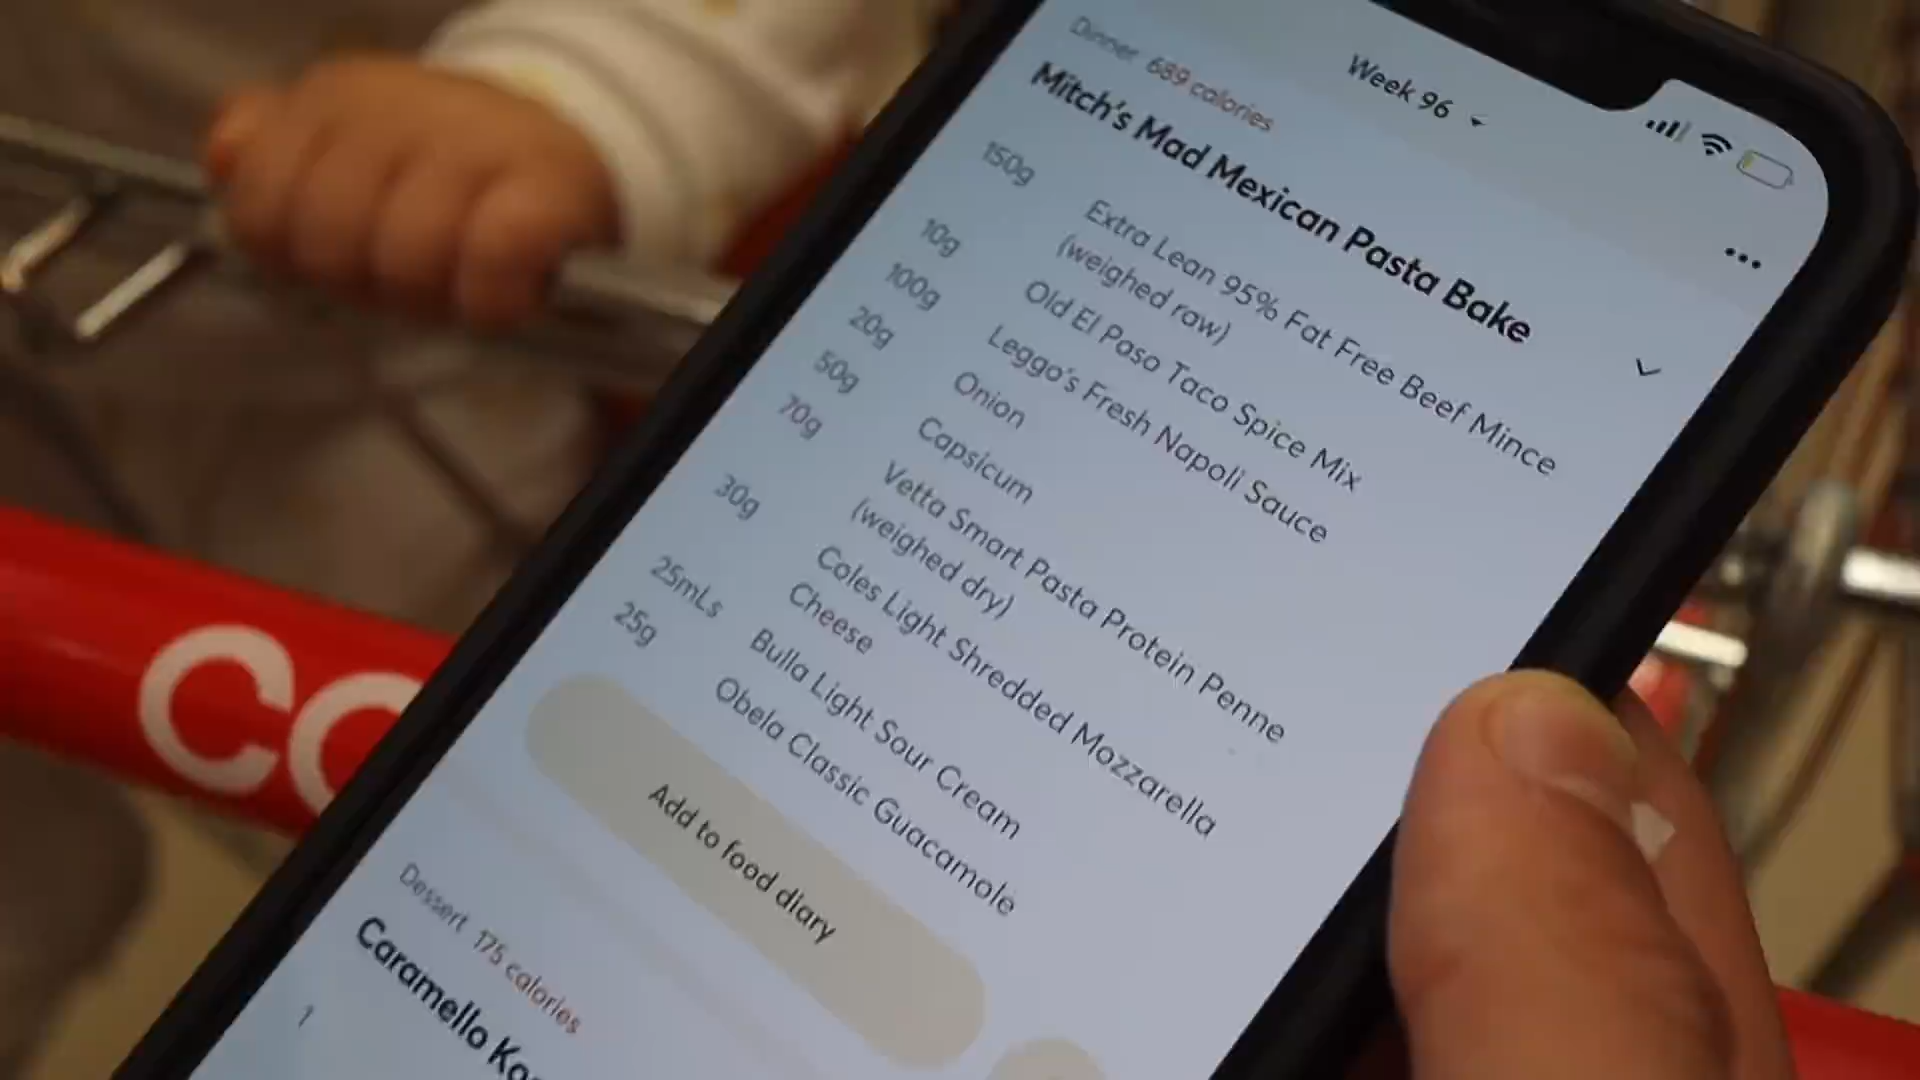 Week 96
Dinner 689 calories
Mitch's Mad Mexican Pasta Bake
150g Extra Lean 95% Fat Free Beef Mince
(weighed raw)
10g Old El Paso Taco Spice Mix
100g Leggo's Fresh Napoli Sauce
20g Onion
50g Capsicum
70g Vetta Smart Pasta Protein Penne
(weighed dry)
30g Coles Light Shredded Mozzarella
Cheese
25mLs Bulla Light Sour Cream
25g Obela Classic Guacamole
Add to food diary
Dessert 175 calories
Caramello
1